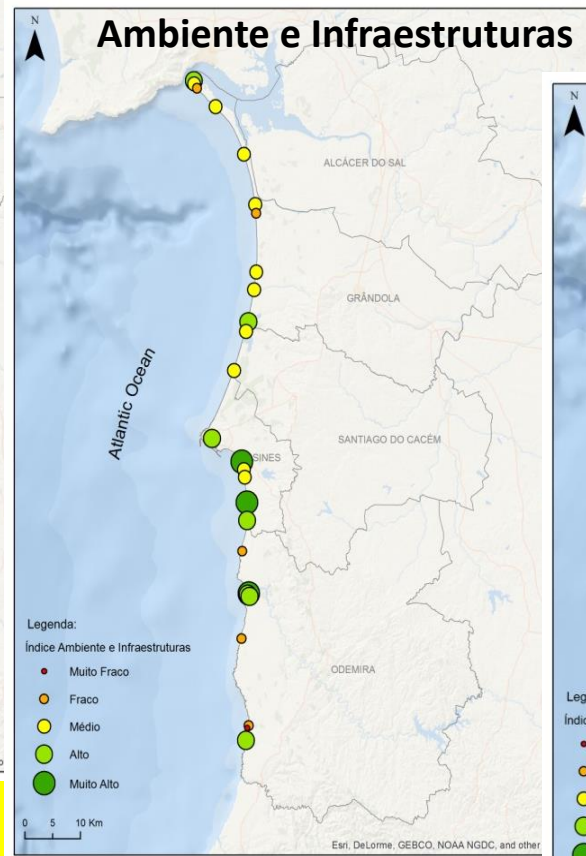 Ambiente e Infraestruturas
N
ALCÁCER DO SAL
GRÂNDOLA
Atlantic Ocean
SANTIAGO DO CACÉM
SINES
ODEMIRA
Legenda:
Índice Ambiente e Infraestruturas
Muito Fraco
Fraco
Médio
Alto
Muito Alto
0 5 10 Km
Esri, DeLorme, GEBCO, NOAA NGDC, and other
N
Leg
Índic